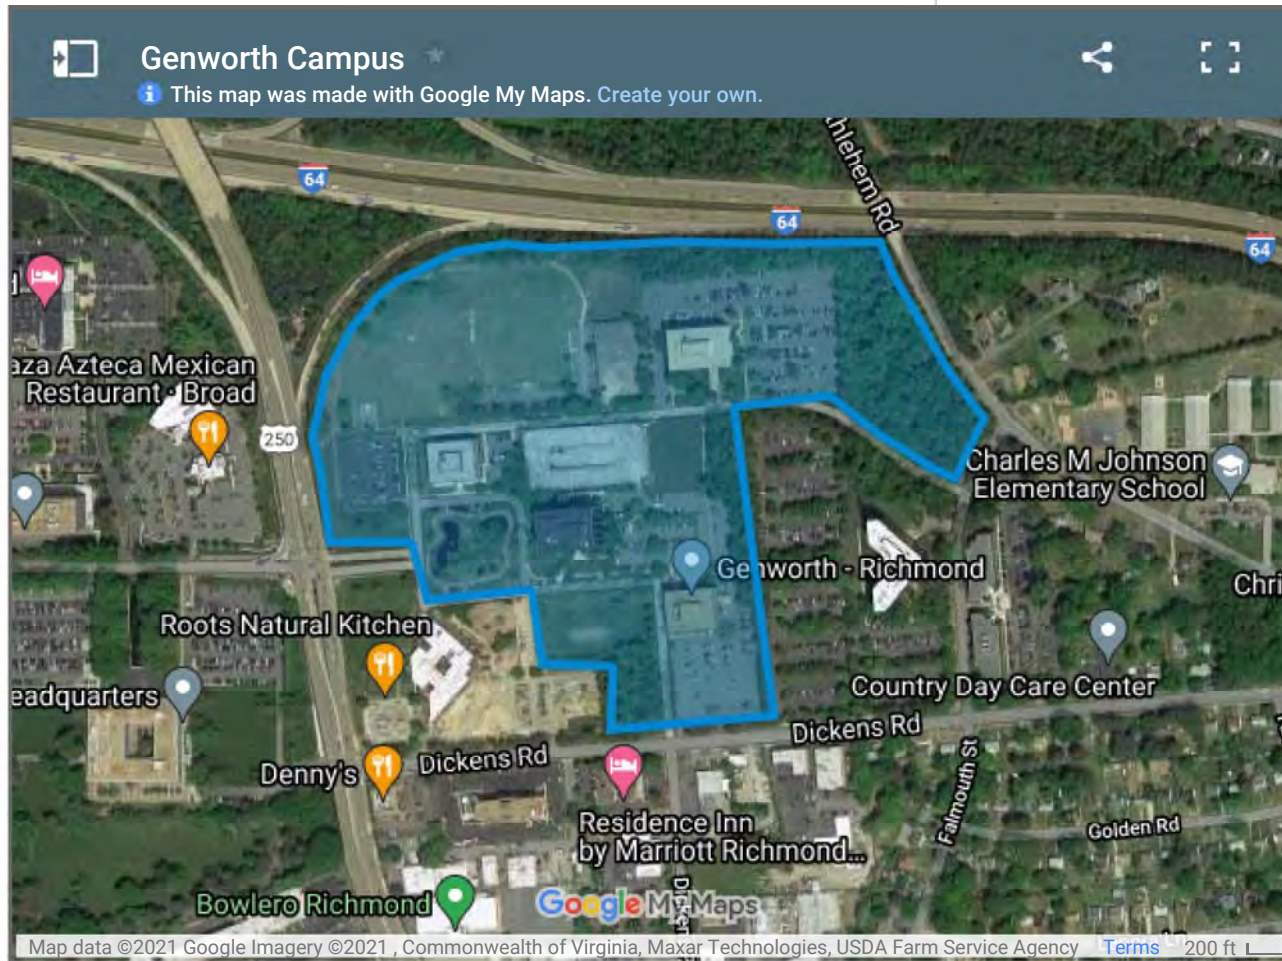 Genworth Campus
This map was made with Google My Maps. Create your own.
thlehem Rd
64
64
64
aza Azteca Mexican
Restaurant · Broad
250
Charles M Johnson
Elementary School
Genworth - Richmond
Chri
Roots Natural Kitchen
eadquarters
Country Day Care Center
Dickens Rd
Dickens Rd
Denny's
Falmouth St
Golden Rd
Residence Inn
by Marriott Richmond...
Bowlero Richmond
Google My Maps
Map data ©2021 Google Imagery ©2021 , Commonwealth of Virginia, Maxar Technologies, USDA Farm Service Agency Terms 200 ft